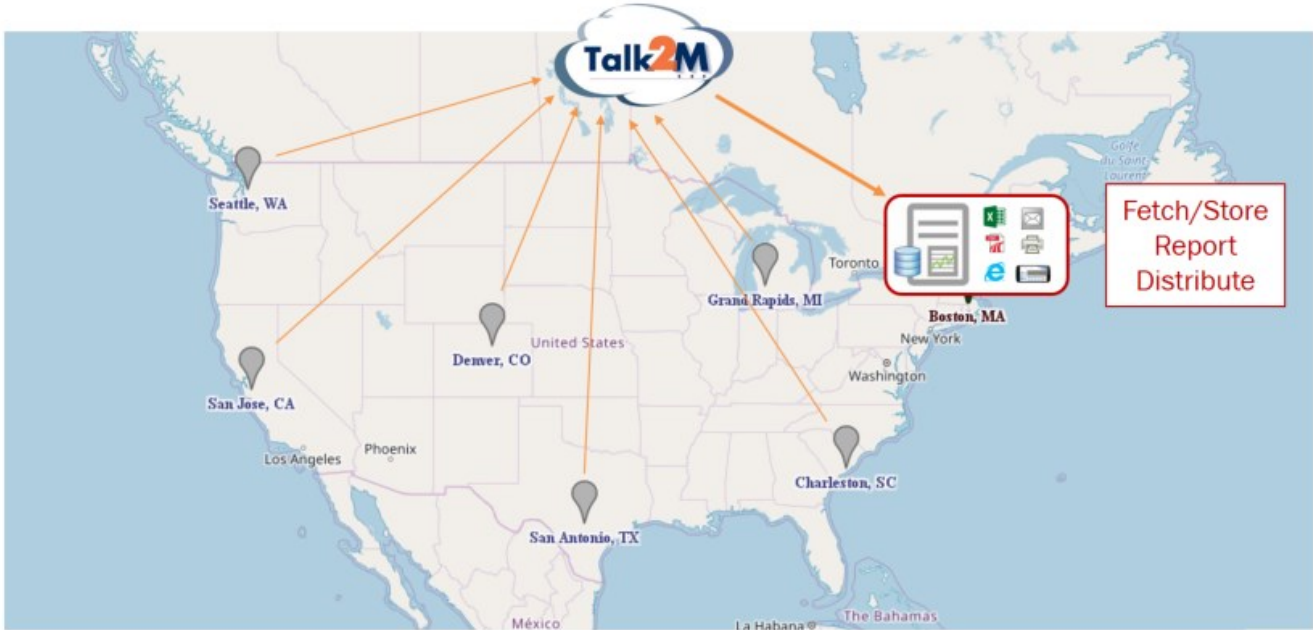 Talk2M
Golfe
du Saint-
Laurent
Seattle, WA
Fetch/Store
Report
Distribute
Toronto
Grand Rapids, MI
Boston, MA
New York
United States
Denver, CO
Washington
San Jose, CA
Phoenix
Los Angeles
Charleston, SC
San Antonio, TX
México
La Habana
The Bahamas